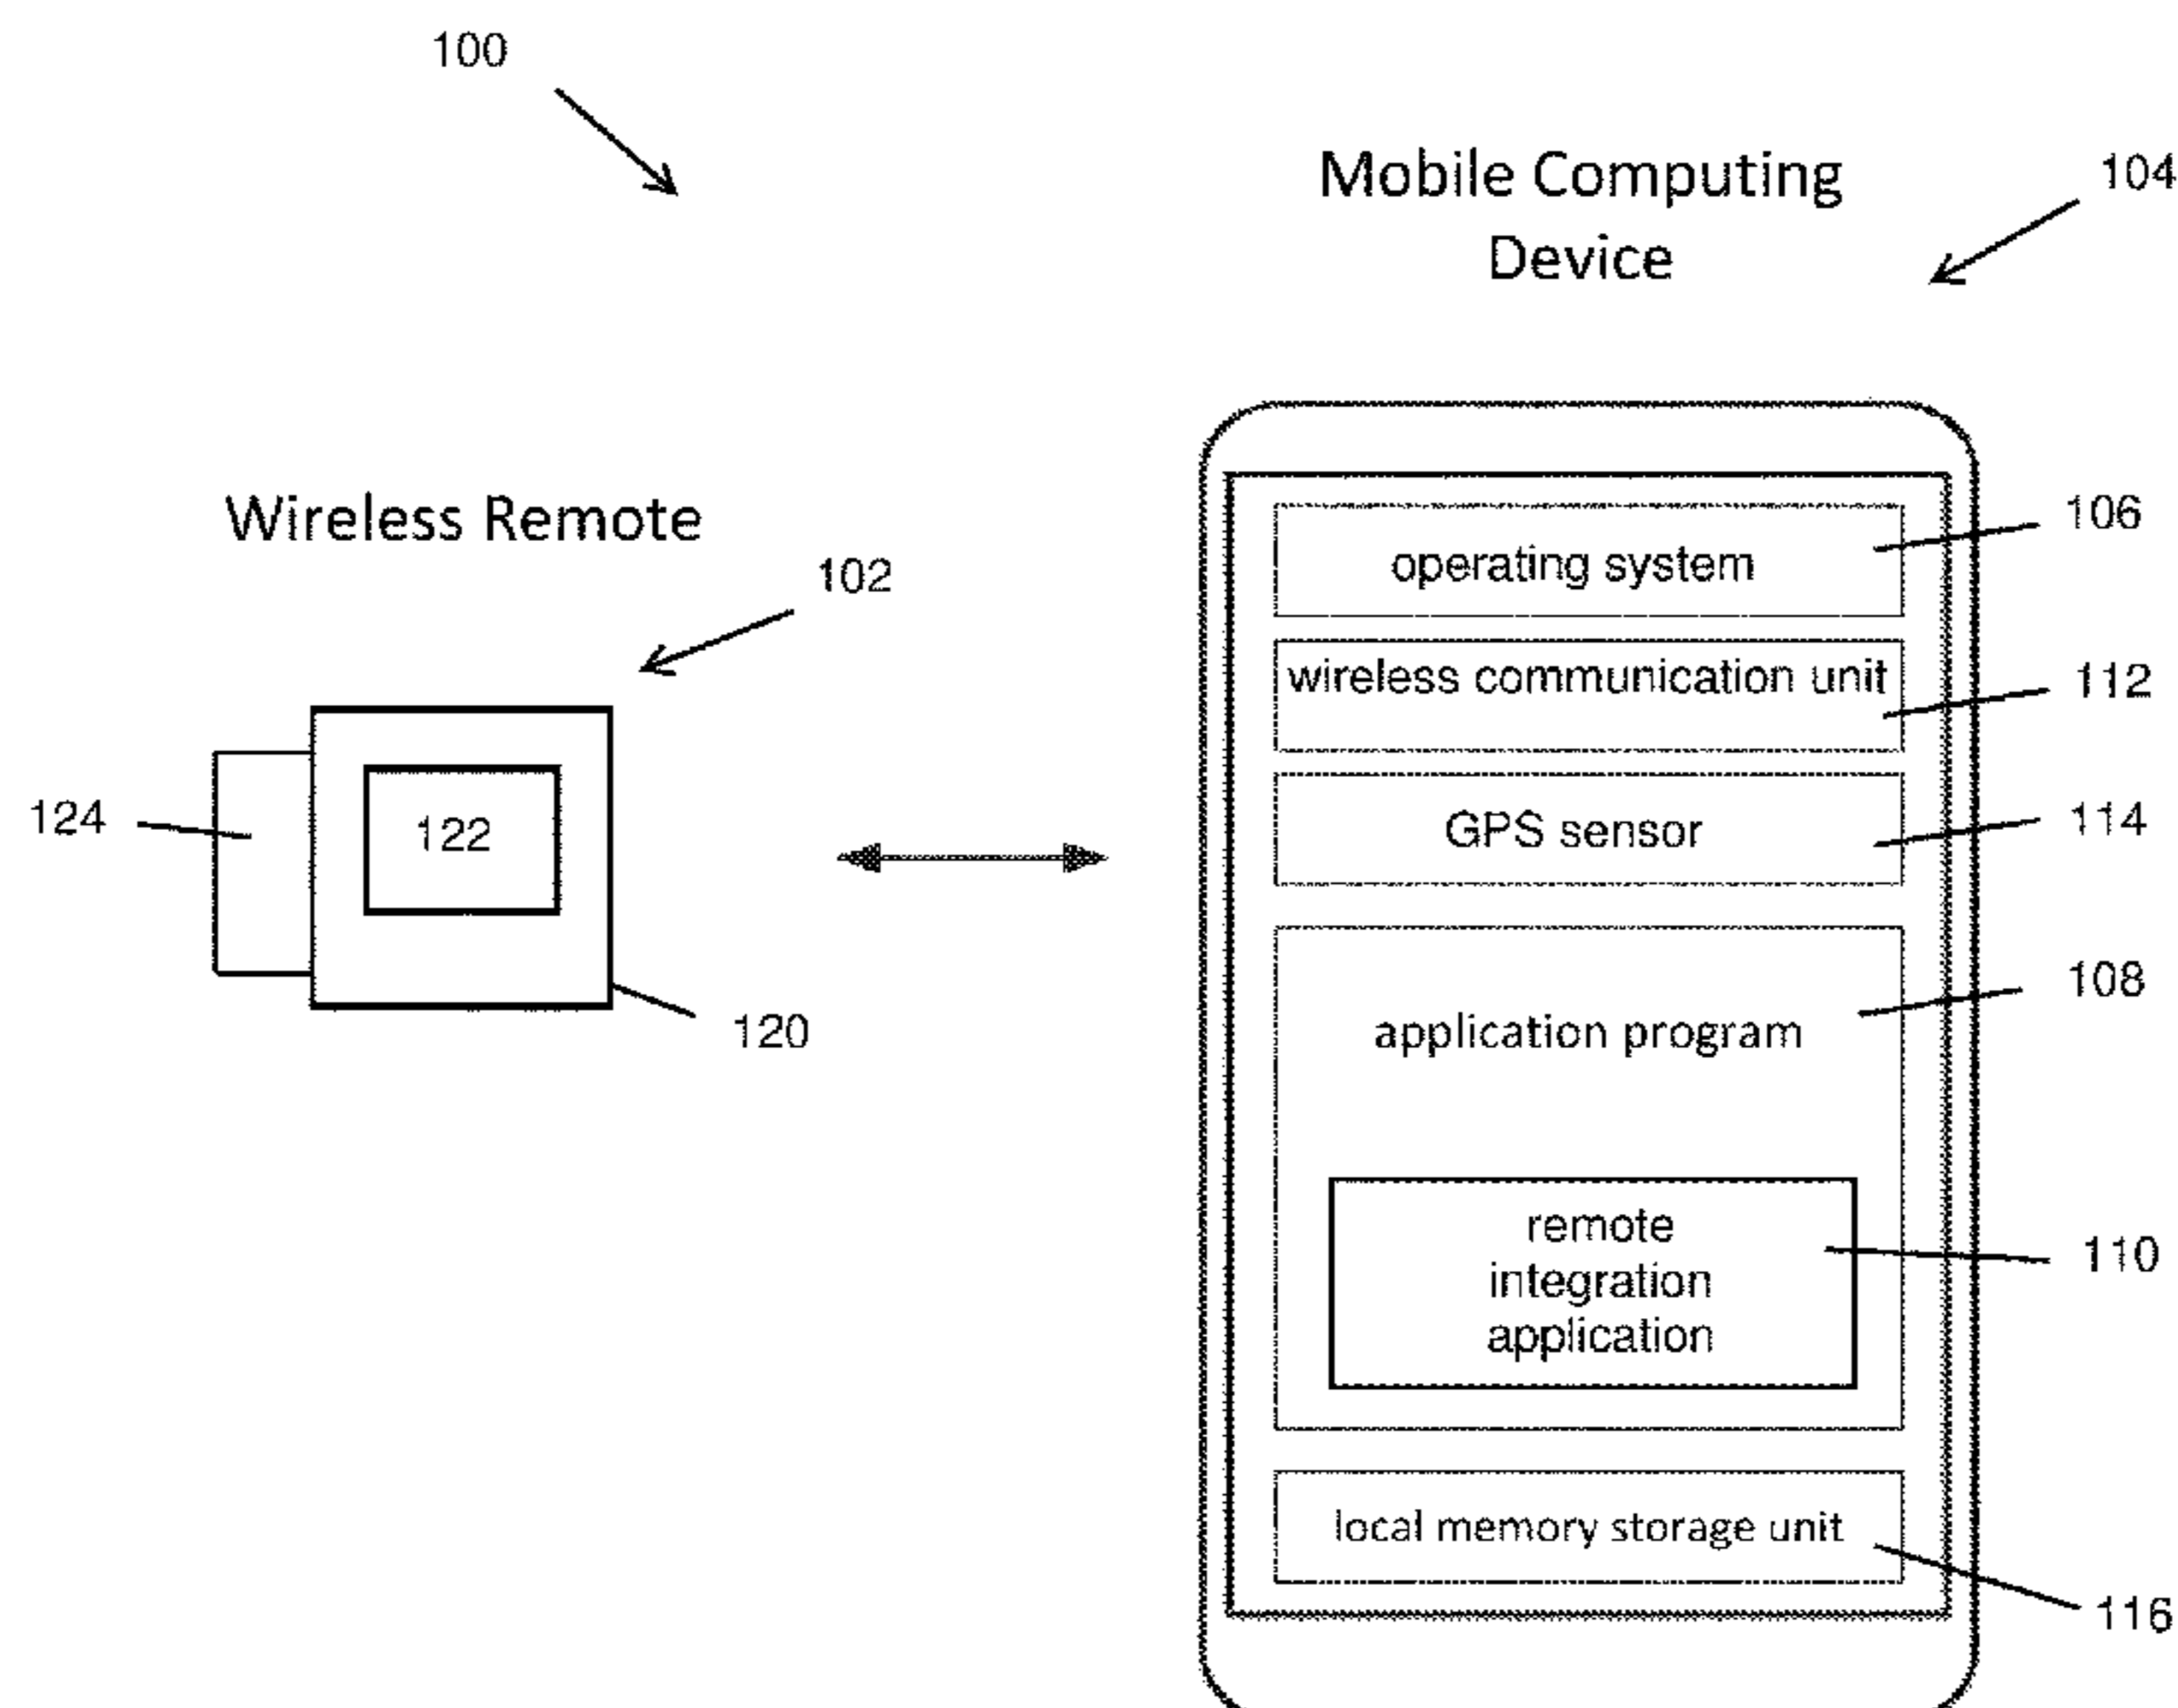 100
Mobile Computing
Device
104
Wireless Remote
102
124
122
120
operating system
106
wireless communication unit
112
GPS sensor
114
application program
108
remote
integration
application
110
local memory storage unit
116